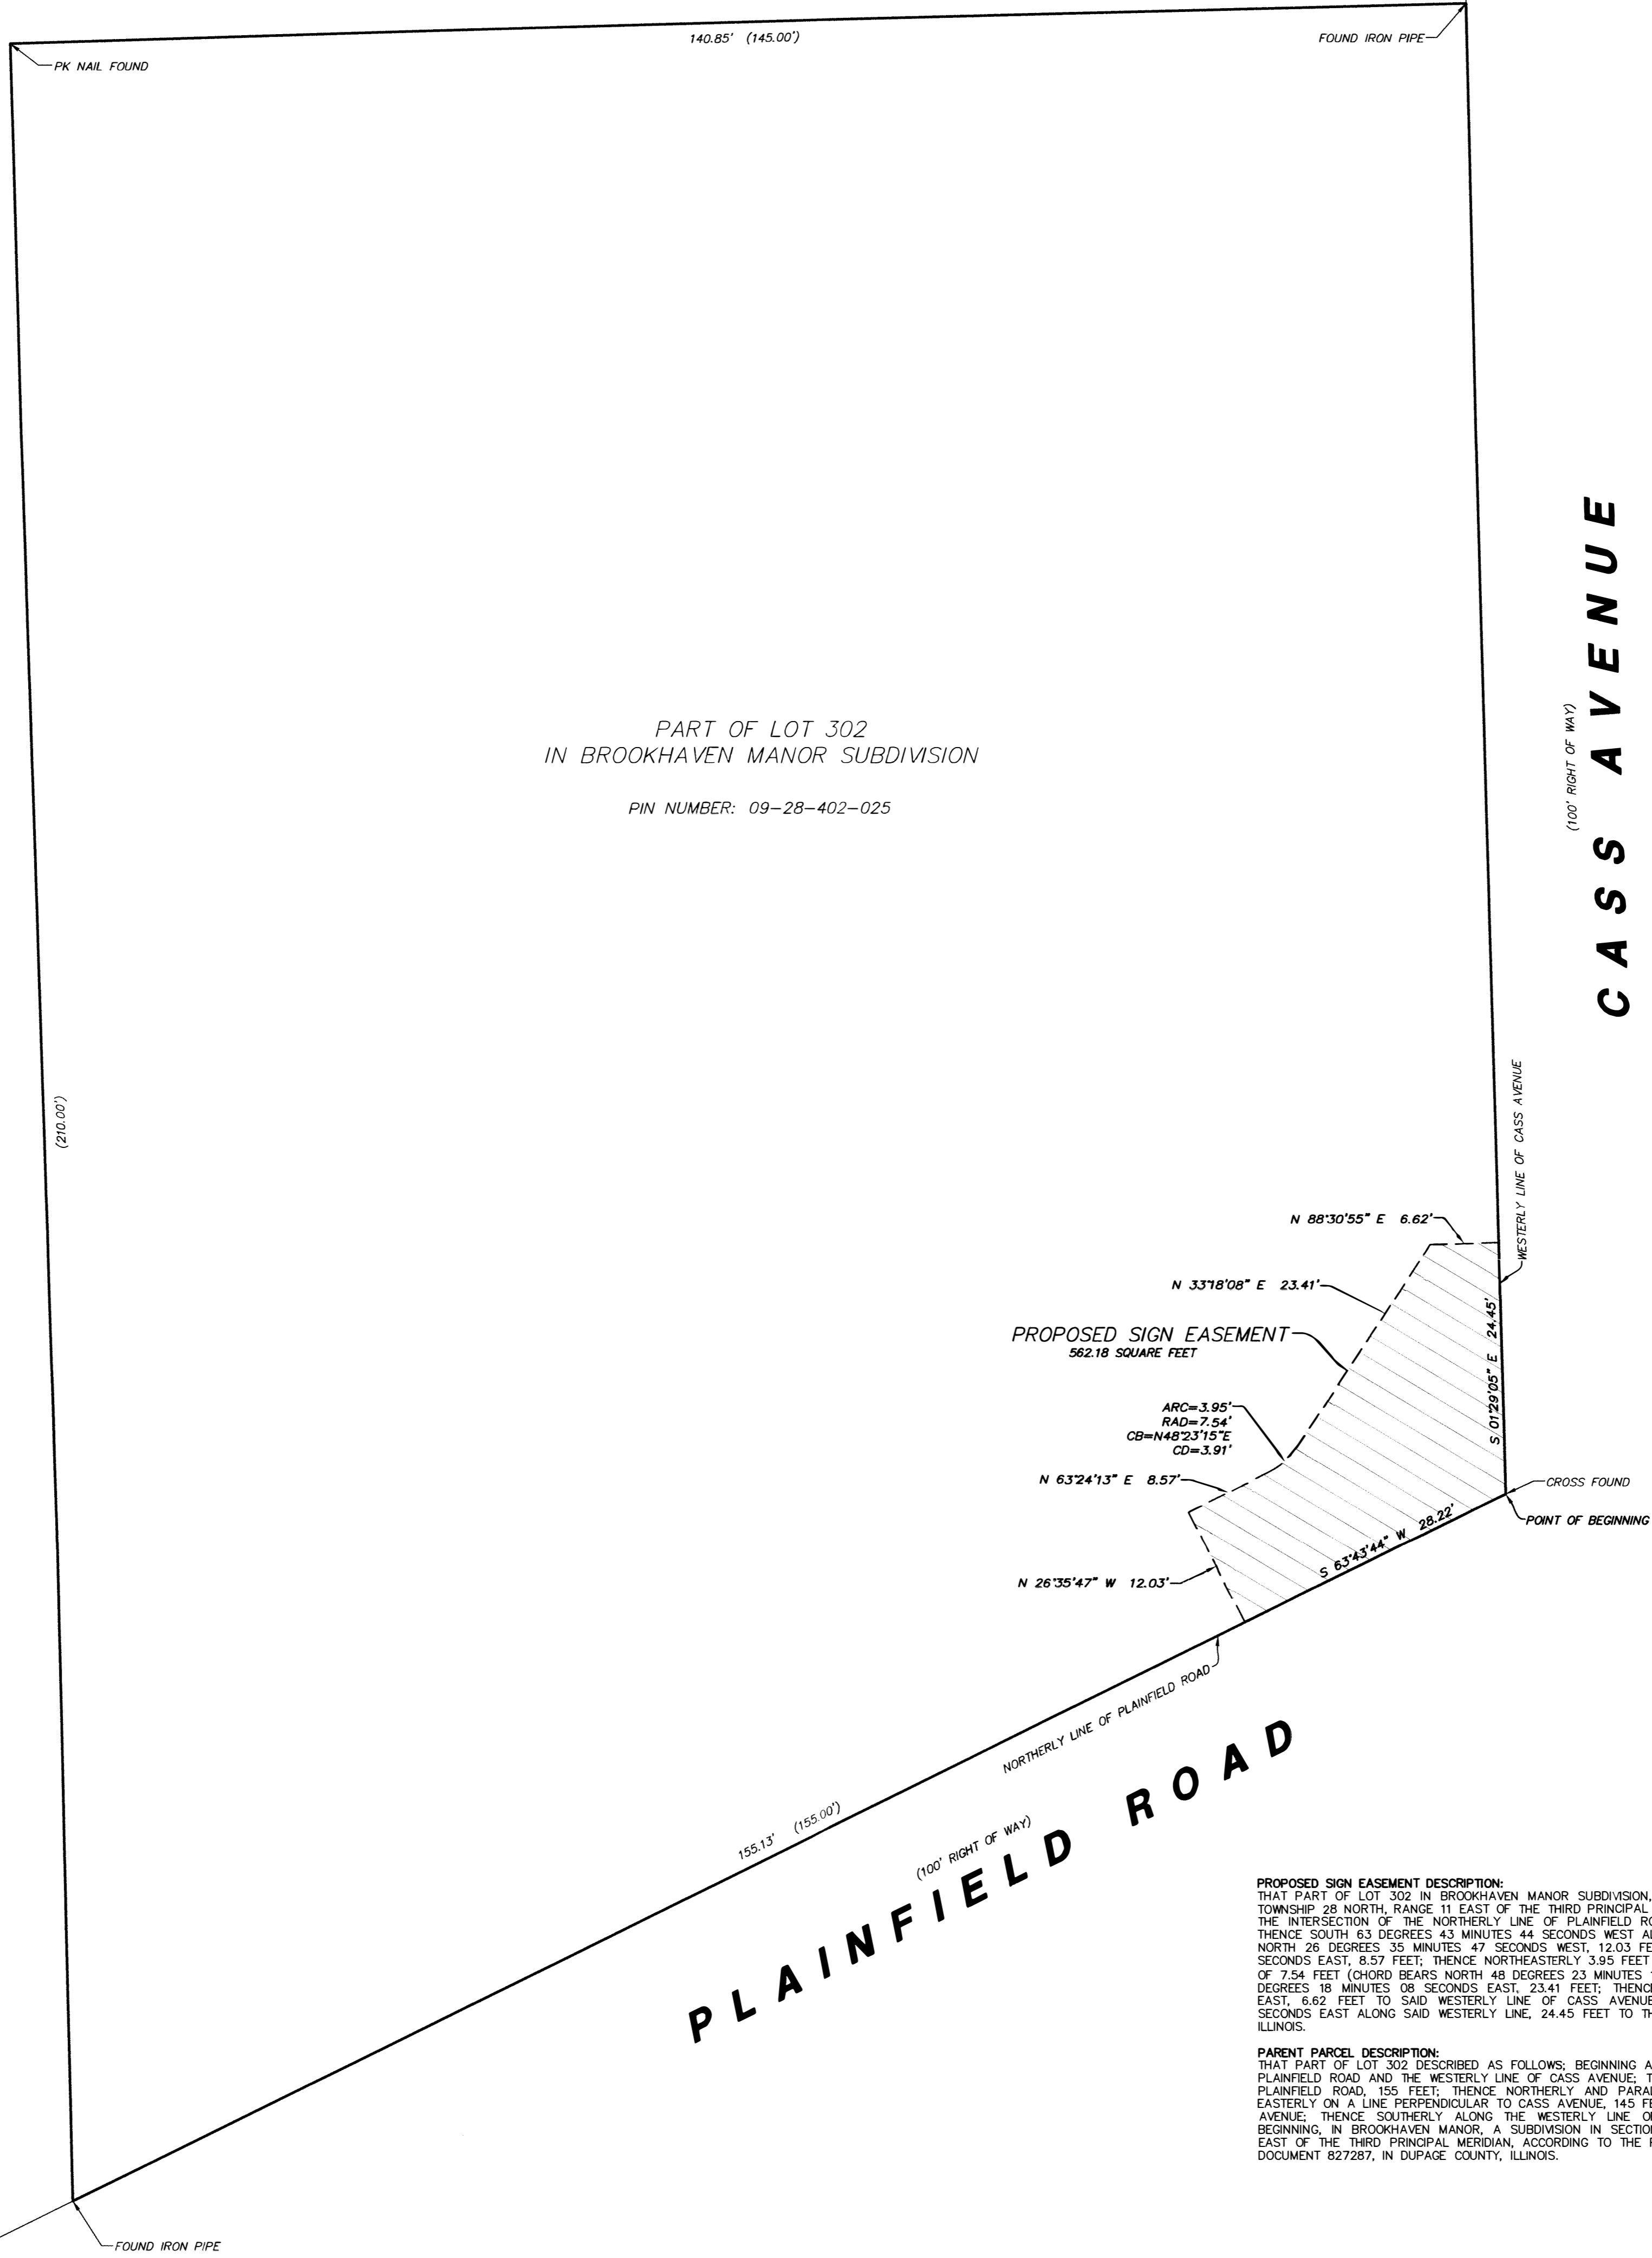 140.85' (145.00')
FOUND IRON PIPE
PK NAIL FOUND
PART OF LOT 302
IN BROOKHAVEN MANOR SUBDIVISION
PIN NUMBER: 09-28-402-025
CASS AVENUE
(100' RIGHT OF WAY)
WESTERLY LINE OF CASS AVENUE
(210.00')
N 88°30'55" E 6.62'
N 33°18'08" E 23.41'
PROPOSED SIGN EASEMENT
562.18 SQUARE FEET
S 01°29'05" E 24.45'
ARC=3.95'
RAD=7.54'
CB=N48°23'15"E
CD=3.91'
N 63°24'13" E 8.57'
CROSS FOUND
POINT OF BEGINNING
S 63°43'44" W 28.22'
N 26°35'47" W 12.03'
NORTHERLY LINE OF PLAINFIELD ROAD
155.13' (155.00')
(100' RIGHT OF WAY)
PLAINFIELD ROAD
PROPOSED SIGN EASEMENT DESCRIPTION:
THAT PART OF LOT 302 IN BROOKHAVEN MANOR SUBDIVISION,
TOWNSHIP 28 NORTH, RANGE 11 EAST OF THE THIRD PRINCIPAL
THE INTERSECTION OF THE NORTHERLY LINE OF PLAINFIELD
THENCE SOUTH 63 DEGREES 43 MINUTES 44 SECONDS WEST
NORTH 26 DEGREES 35 MINUTES 47 SECONDS WEST, 12.03
SECONDS EAST, 8.57 FEET; THENCE NORTHEASTERLY 3.95 FEET
OF 7.54 FEET (CHORD BEARS NORTH 48 DEGREES 23 MINUTES
DEGREES 18 MINUTES 08 SECONDS EAST, 23.41 FEET;
EAST, 6.62 FEET TO SAID WESTERLY LINE OF CASS AVENUE
SECONDS EAST ALONG SAID WESTERLY LINE, 24.45 FEET TO
ILLINOIS.
PARENT PARCEL DESCRIPTION:
THAT PART OF LOT 302 DESCRIBED AS FOLLOWS; BEGINNING
PLAINFIELD ROAD AND THE WESTERLY LINE OF CASS AVENUE;
PLAINFIELD ROAD, 155 FEET; THENCE NORTHERLY AND
EASTERLY ON A LINE PERPENDICULAR TO CASS AVENUE, 145
AVENUE; THENCE SOUTHERLY ALONG THE WESTERLY LINE
BEGINNING, IN BROOKHAVEN MANOR, A SUBDIVISION IN
EAST OF THE THIRD PRINCIPAL MERIDIAN, ACCORDING TO THE
DOCUMENT 827287, IN DUPAGE COUNTY, ILLINOIS.
FOUND IRON PIPE